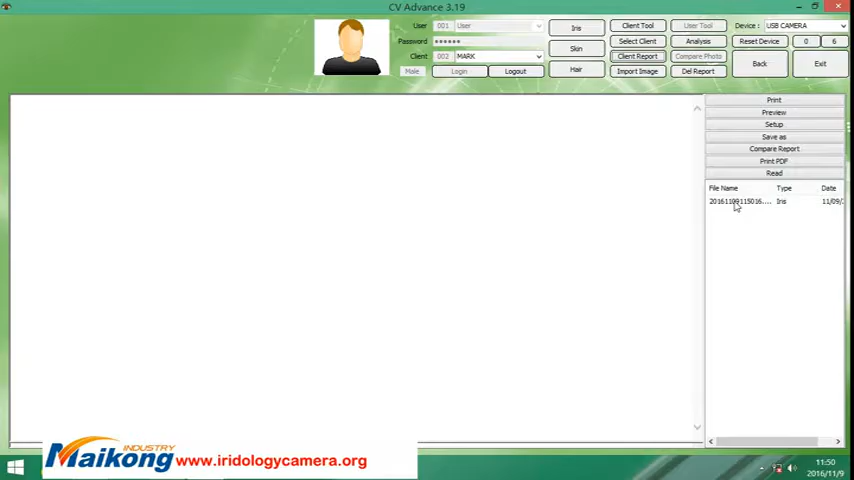 CV Advance 3.19
User 001 User
Iris
Client Tool
User Tool
Device : USB CAMERA
Password ••••••
Skin
Select Client
Analysis
Reset Device
0
6
Client 002 MARK
Client Report
Compare Photo
Back
Exit
Male
Login
Logout
Hair
Import Image
Del Report
Print
Preview
Setup
Save as
Compare Report
Print PDF
Read
File Name Type Date
20161109115016.... Iris 11/09/
Maikong INDUSTRY
www.iridologycamera.org
11:50
2016/11/9